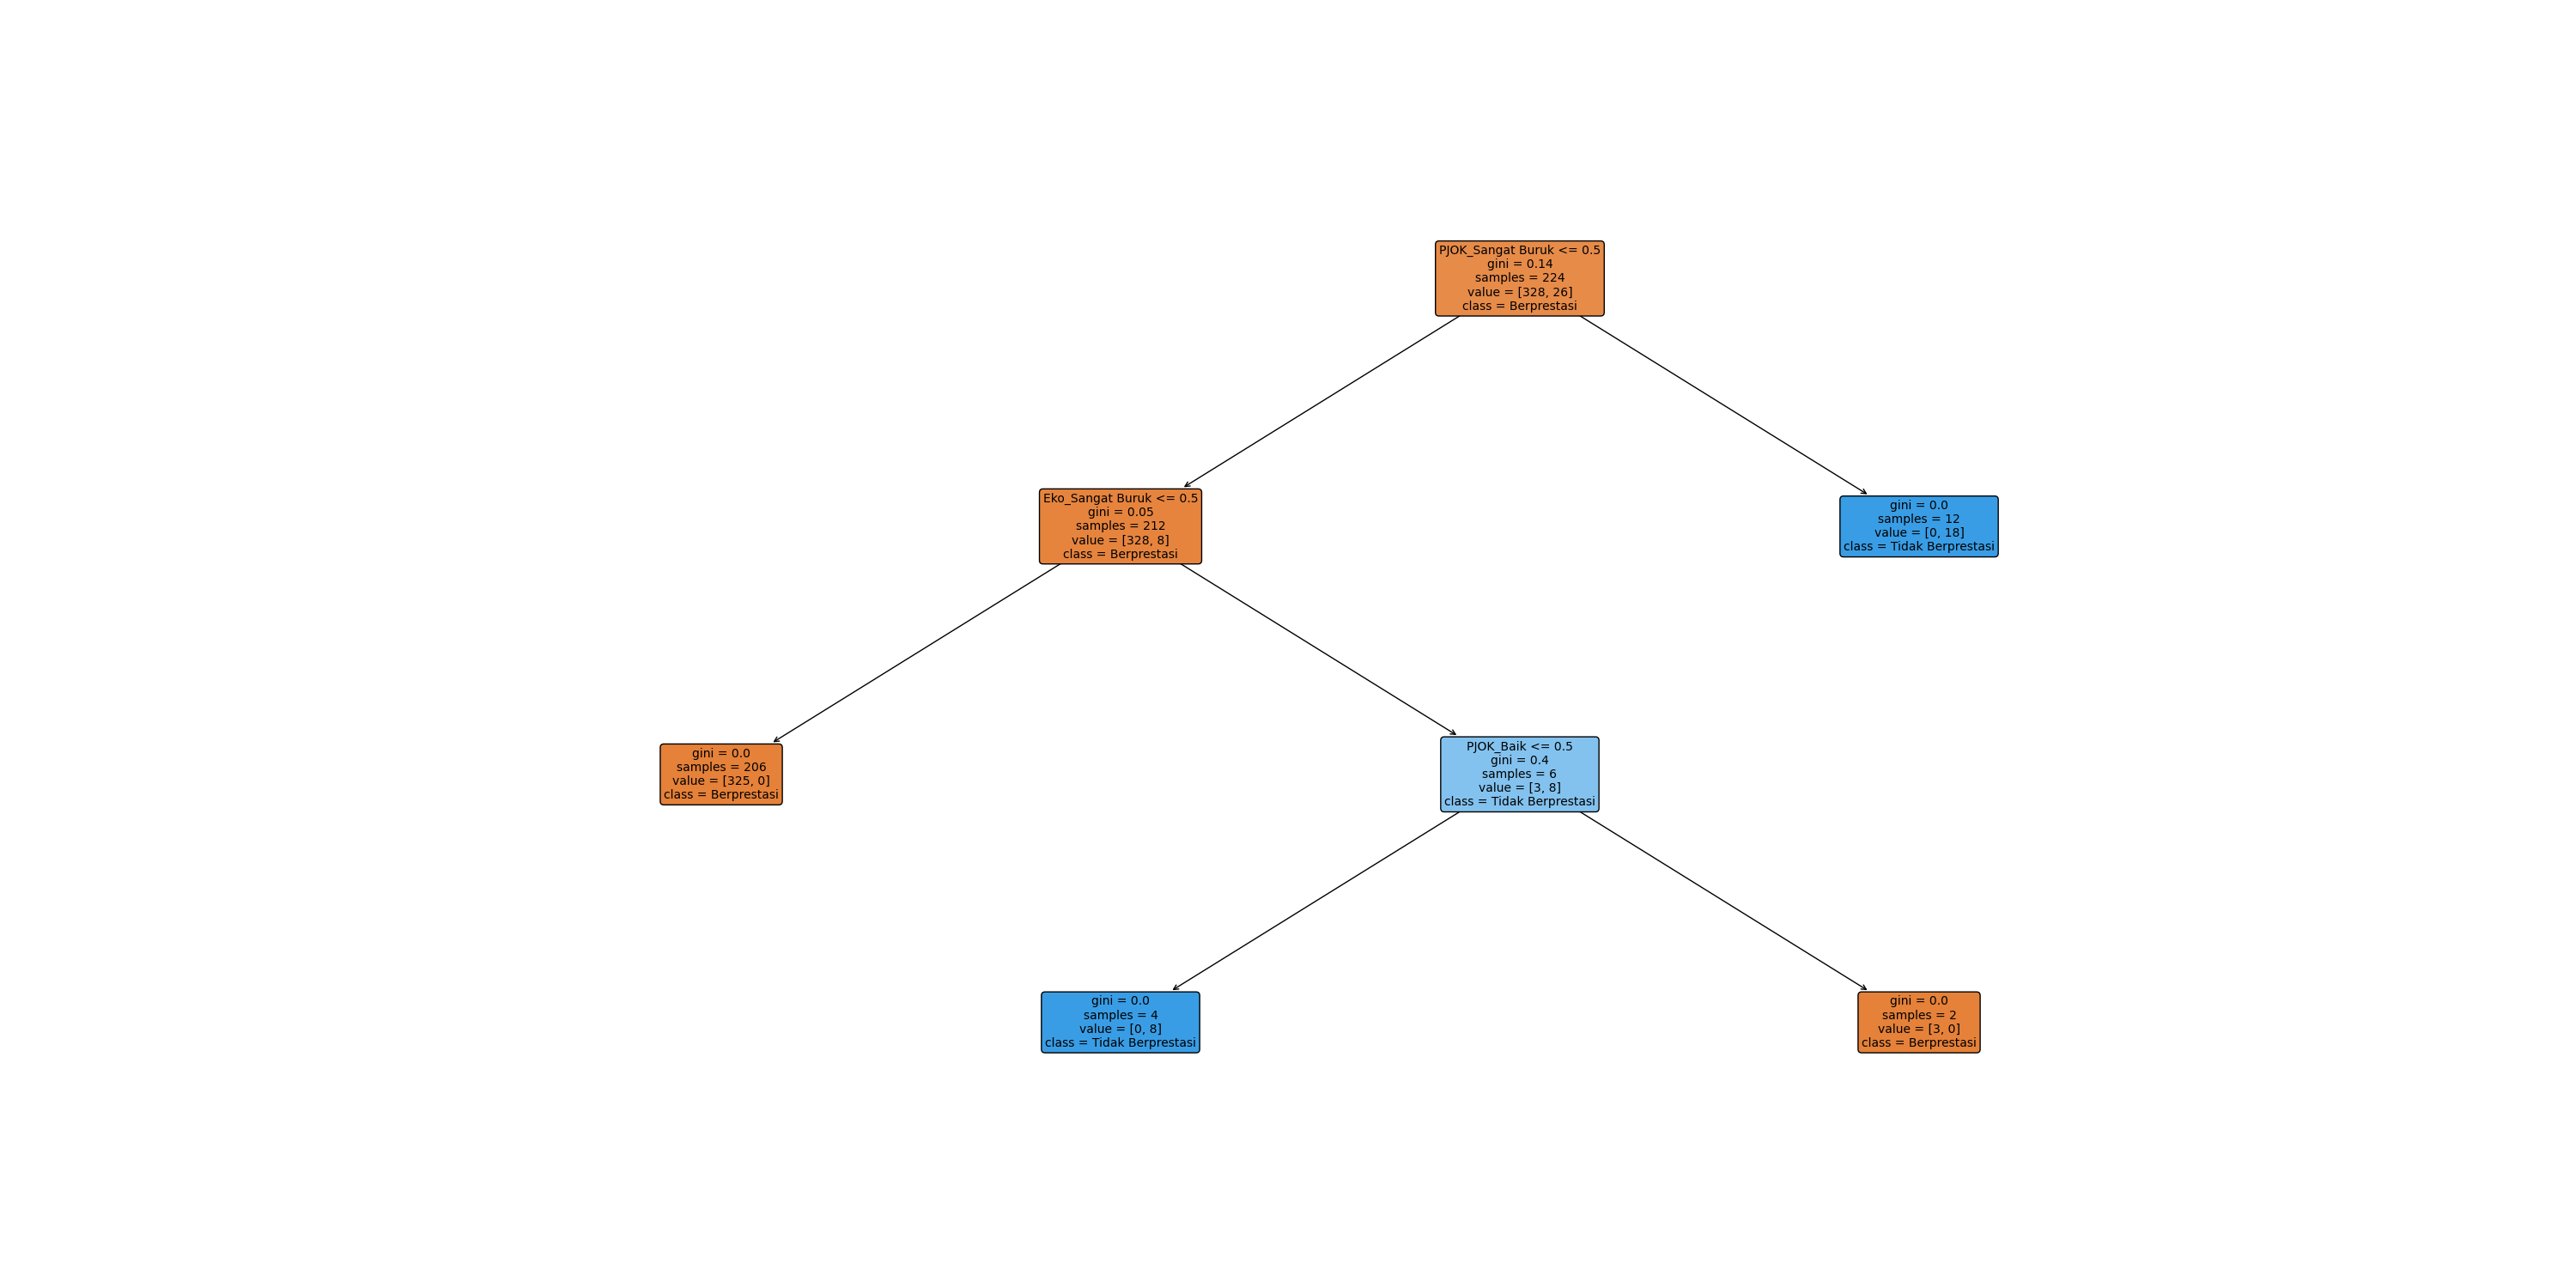 PJOK_Sangat Buruk <= 0.5
gini = 0.14
samples = 224
value = [328, 26]
class = Berprestasi
Eko_Sangat Buruk <= 0.5
gini = 0.05
samples = 212
value = [328, 8]
class = Berprestasi
gini = 0.0
samples = 12
value = [0, 18]
class = Tidak Berprestasi
gini = 0.0
samples = 206
value = [325, 0]
class = Berprestasi
PJOK_Baik <= 0.5
gini = 0.4
samples = 6
value = [3, 8]
class = Tidak Berprestasi
gini = 0.0
samples = 4
value = [0, 8]
class = Tidak Berprestasi
gini = 0.0
samples = 2
value = [3, 0]
class = Berprestasi